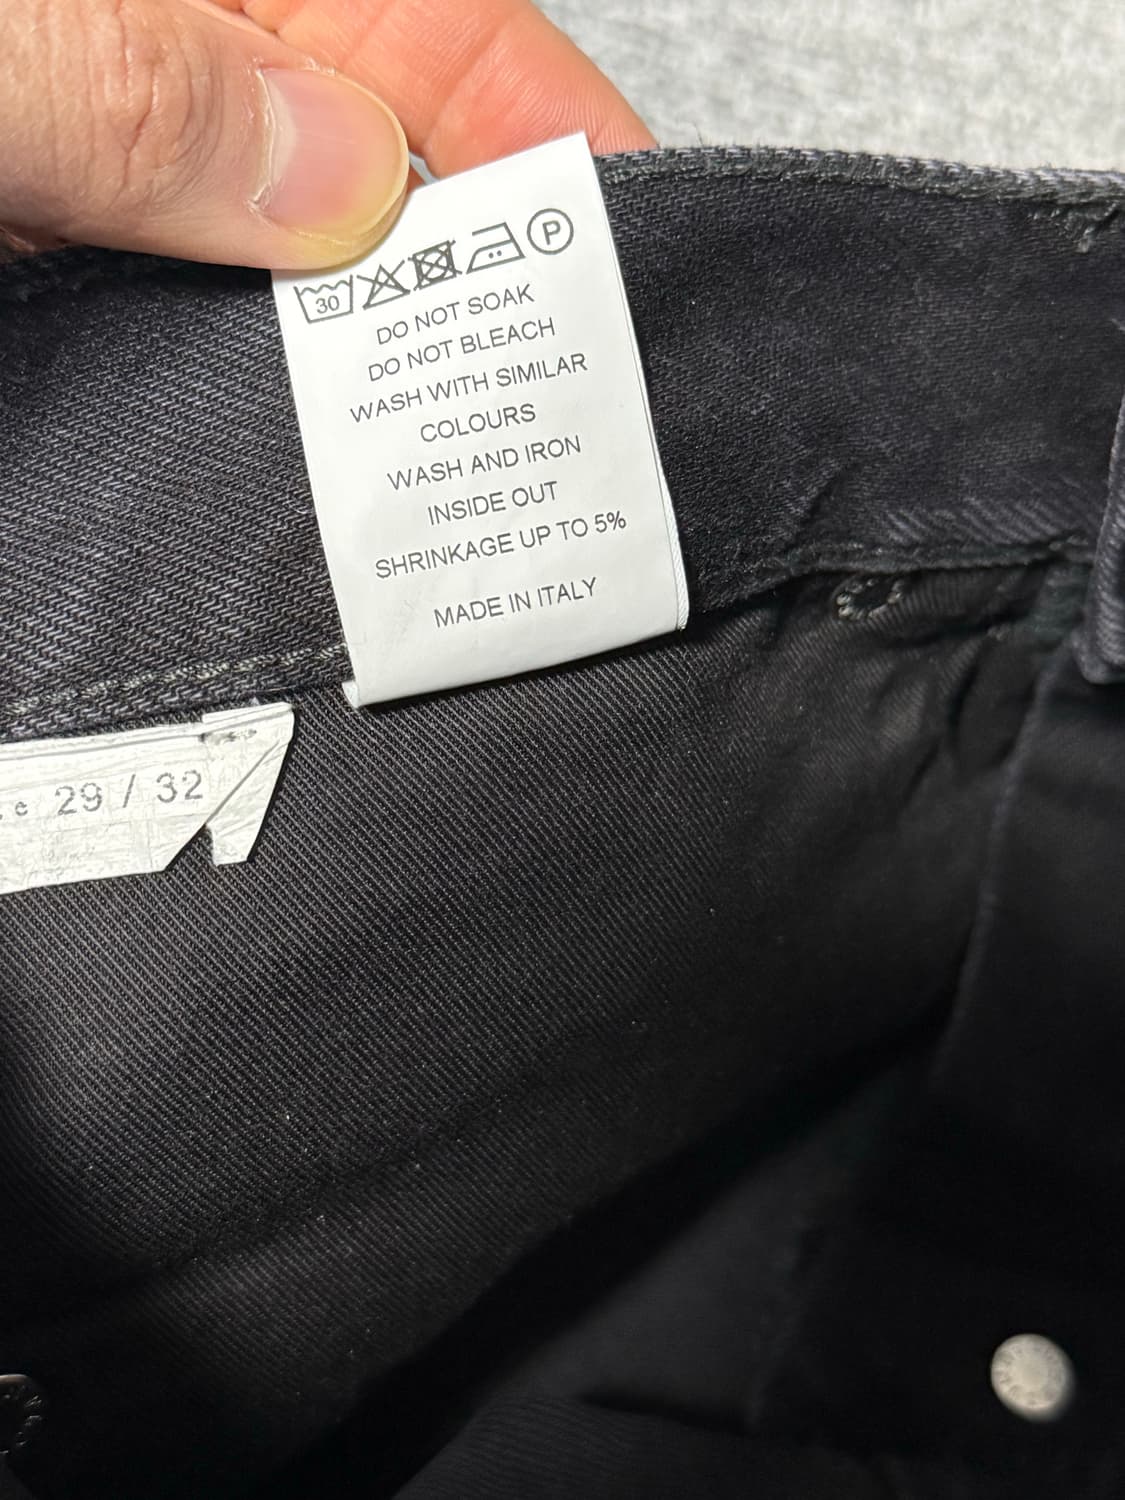 30 P
DO NOT SOAK
DO NOT BLEACH
WASH WITH SIMILAR
COLOURS
WASH AND IRON
INSIDE OUT
SHRINKAGE UP TO 5%
MADE IN ITALY
29 / 32